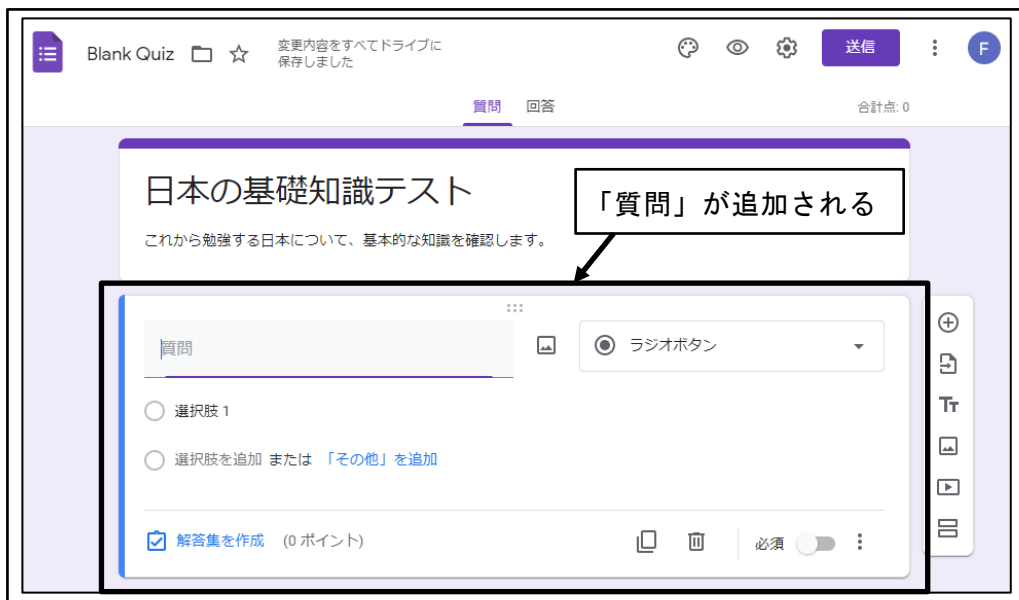 Blank Quiz
変更内容をすべてドライブに
保存しました
送信
F
質問 回答
合計点: 0
日本の基礎知識テスト
「質問」が追加される
これから勉強する日本について、基本的な知識を確認します。
質問
ラジオボタン
選択肢 1
選択肢を追加 または 「その他」を追加
解答集を作成 (0 ポイント)
必須
Tт